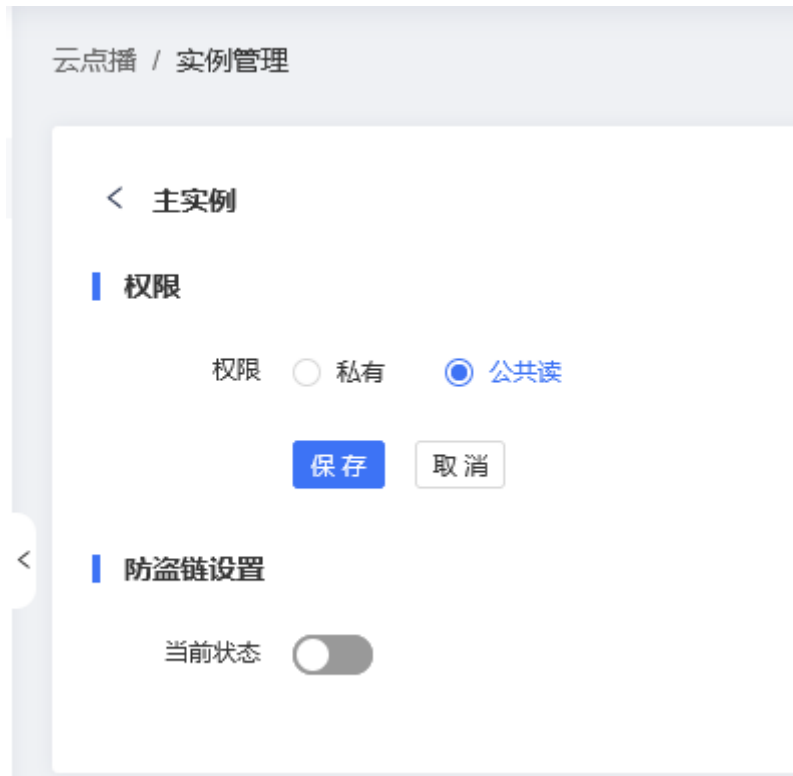 云点播 / 实例管理
主实例
权限
权限 私有 公共读
保存 取消
防盗链设置
当前状态